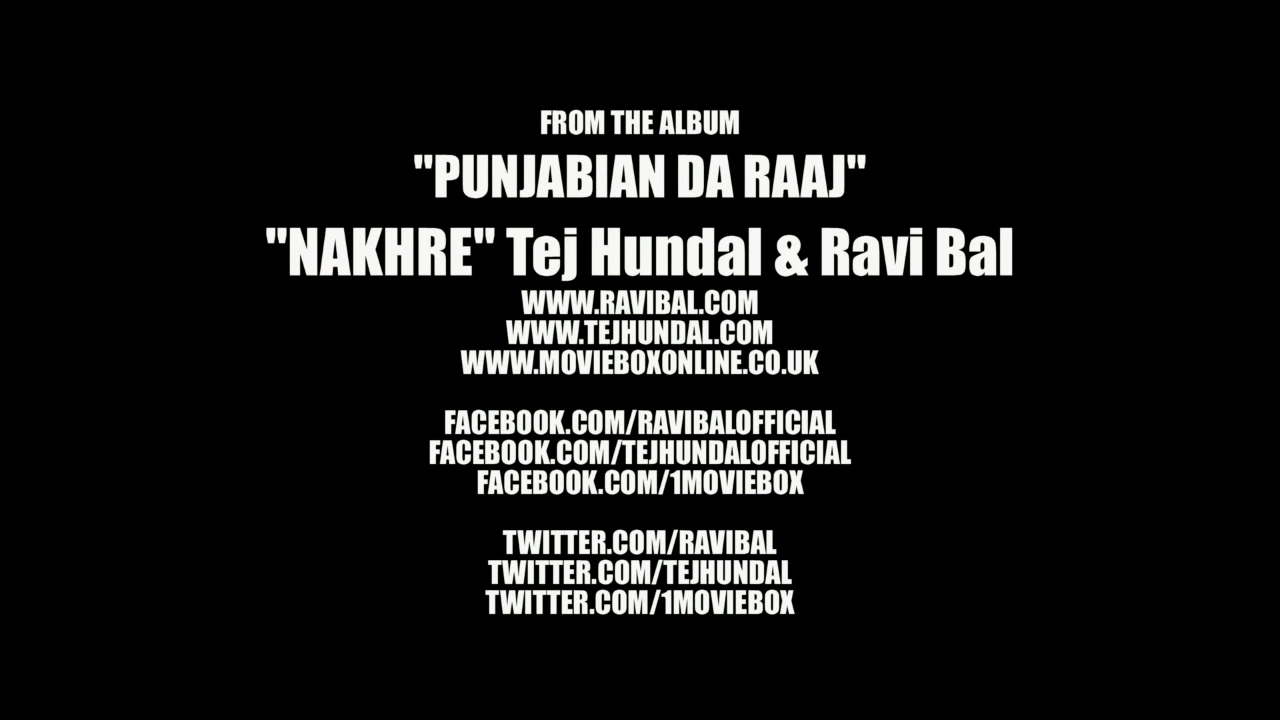 FROM THE ALBUM
"PUNJABIAN DA RAAJ"
"NAKHRE" Tej Hundal & Ravi Bal
WWW.RAVIBAL.COM
WWW.TEJHUNDAL.COM
WWW.MOVIEBOXONLINE.CO.UK
FACEBOOK.COM/RAVIBALOFFICIAL
FACEBOOK.COM/TEJHUNDALOFFICIAL
FACEBOOK.COM/1MOVIEBOX
TWITTER.COM/RAVIBAL
TWITTER.COM/TEJHUNDAL
TWITTER.COM/1MOVIEBOX